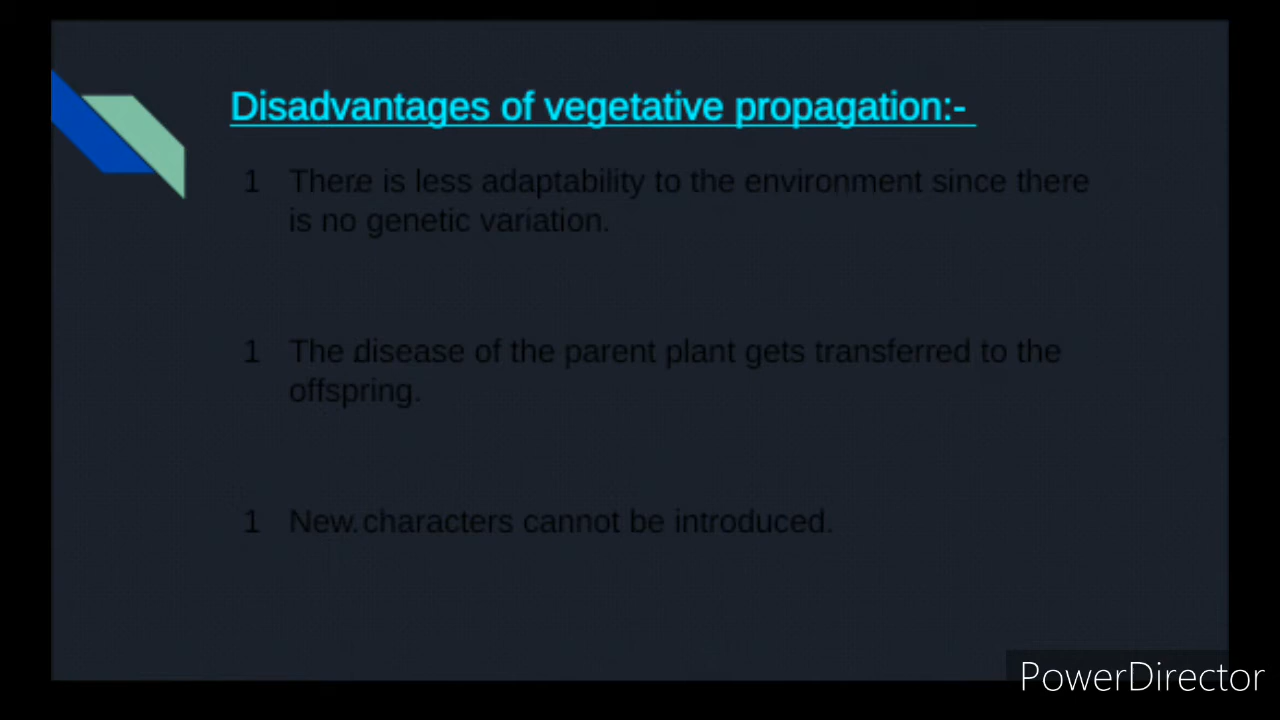 Disadvantages of vegetative propagation:-
1 There is less adaptability to the environment since there
is no genetic variation.
1 The disease of the parent plant gets transferred to the
offspring.
1 New characters cannot be introduced.
PowerDirector